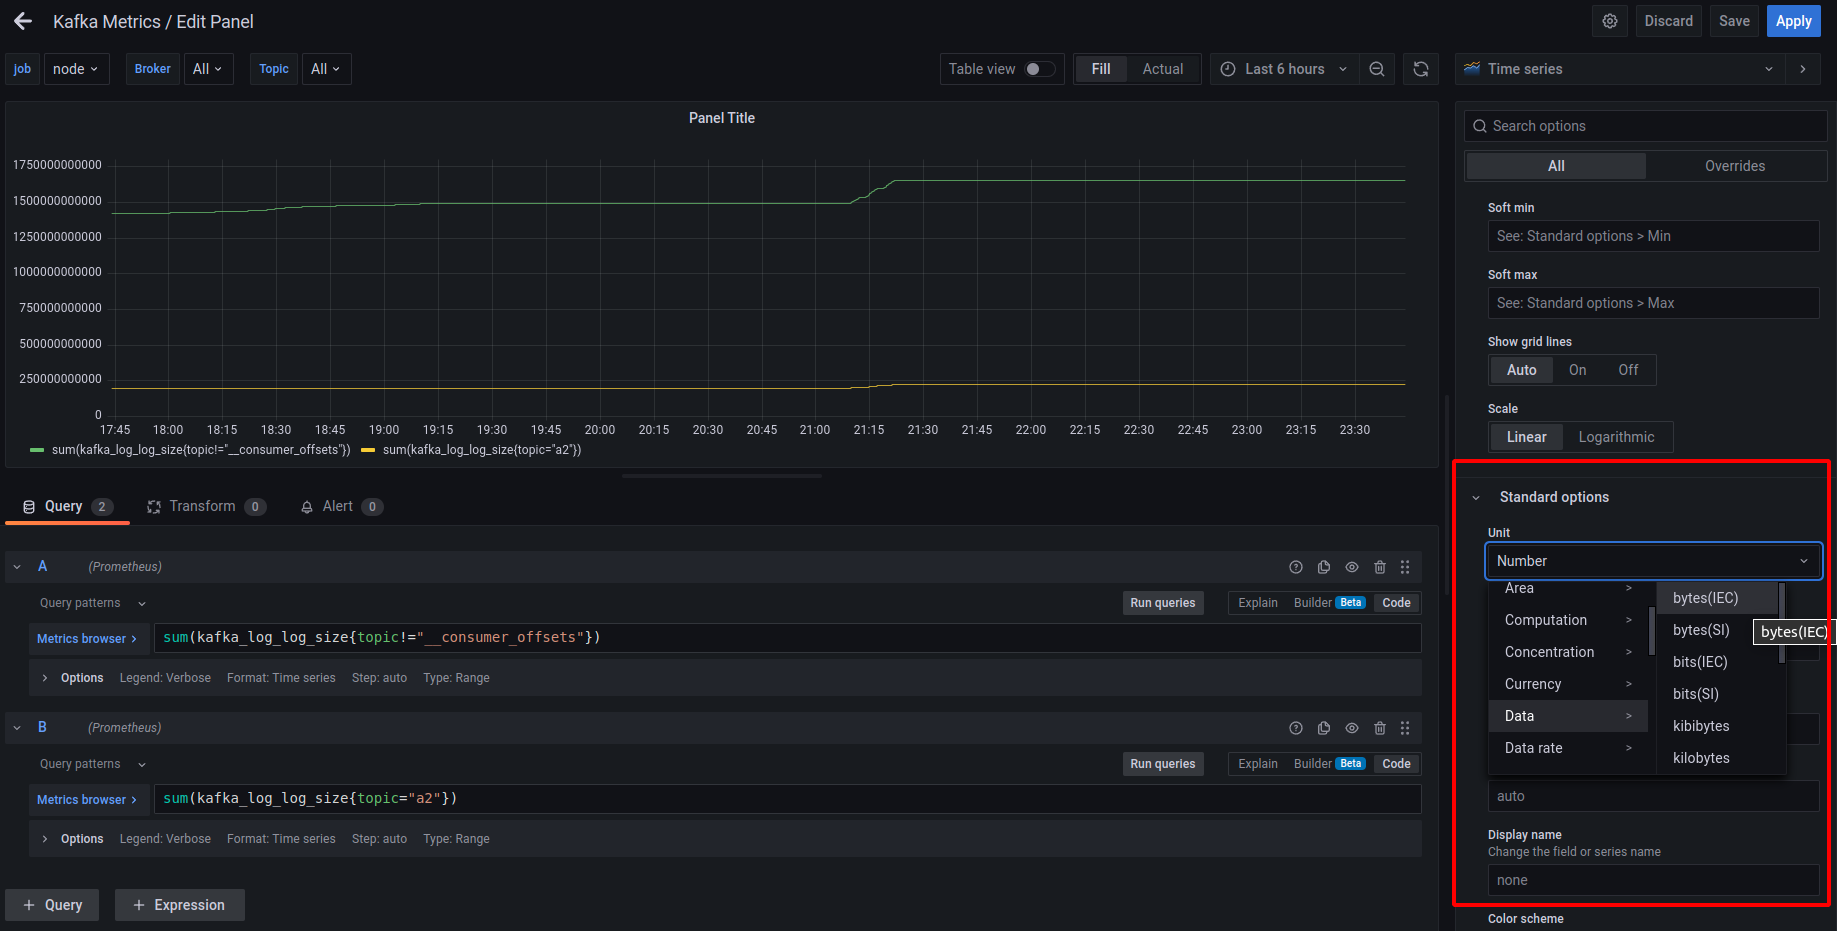 Kafka Metrics / Edit Panel
Discard Save Apply
job node Broker All Topic All
Table view Fill Actual Last 6 hours
Time series
Panel Title
1750000000000
1500000000000
1250000000000
1000000000000
750000000000
500000000000
250000000000
0
17:45 18:00 18:15 18:30 18:45 19:00 19:15 19:30 19:45 20:00 20:15 20:30 20:45 21:00 21:15 21:30 21:45 22:00 22:15 22:30 22:45 23:00 23:15 23:30
sum(kafka_log_log_size{topic!="__consumer_offsets"}) sum(kafka_log_log_size{topic="a2"})
Query 2 Transform 0 Alert 0
A (Prometheus)
Query patterns Run queries Explain Builder Beta Code
Metrics browser > sum(kafka_log_log_size{topic!="__consumer_offsets"})
> Options Legend: Verbose Format: Time series Step: auto Type: Range
B (Prometheus)
Query patterns Run queries Explain Builder Beta Code
Metrics browser > sum(kafka_log_log_size{topic="a2"})
> Options Legend: Verbose Format: Time series Step: auto Type: Range
+ Query + Expression
Search options
All Overrides
Soft min
See: Standard options > Min
Soft max
See: Standard options > Max
Show grid lines
Auto On Off
Scale
Linear Logarithmic
Standard options
Unit
Number
Area >
Computation >
Concentration >
Currency >
Data >
Data rate >
bytes(IEC)
bytes(SI)
bytes(IEC)
bits(IEC)
bits(SI)
kibibytes
kilobytes
auto
Display name
Change the field or series name
none
Color scheme